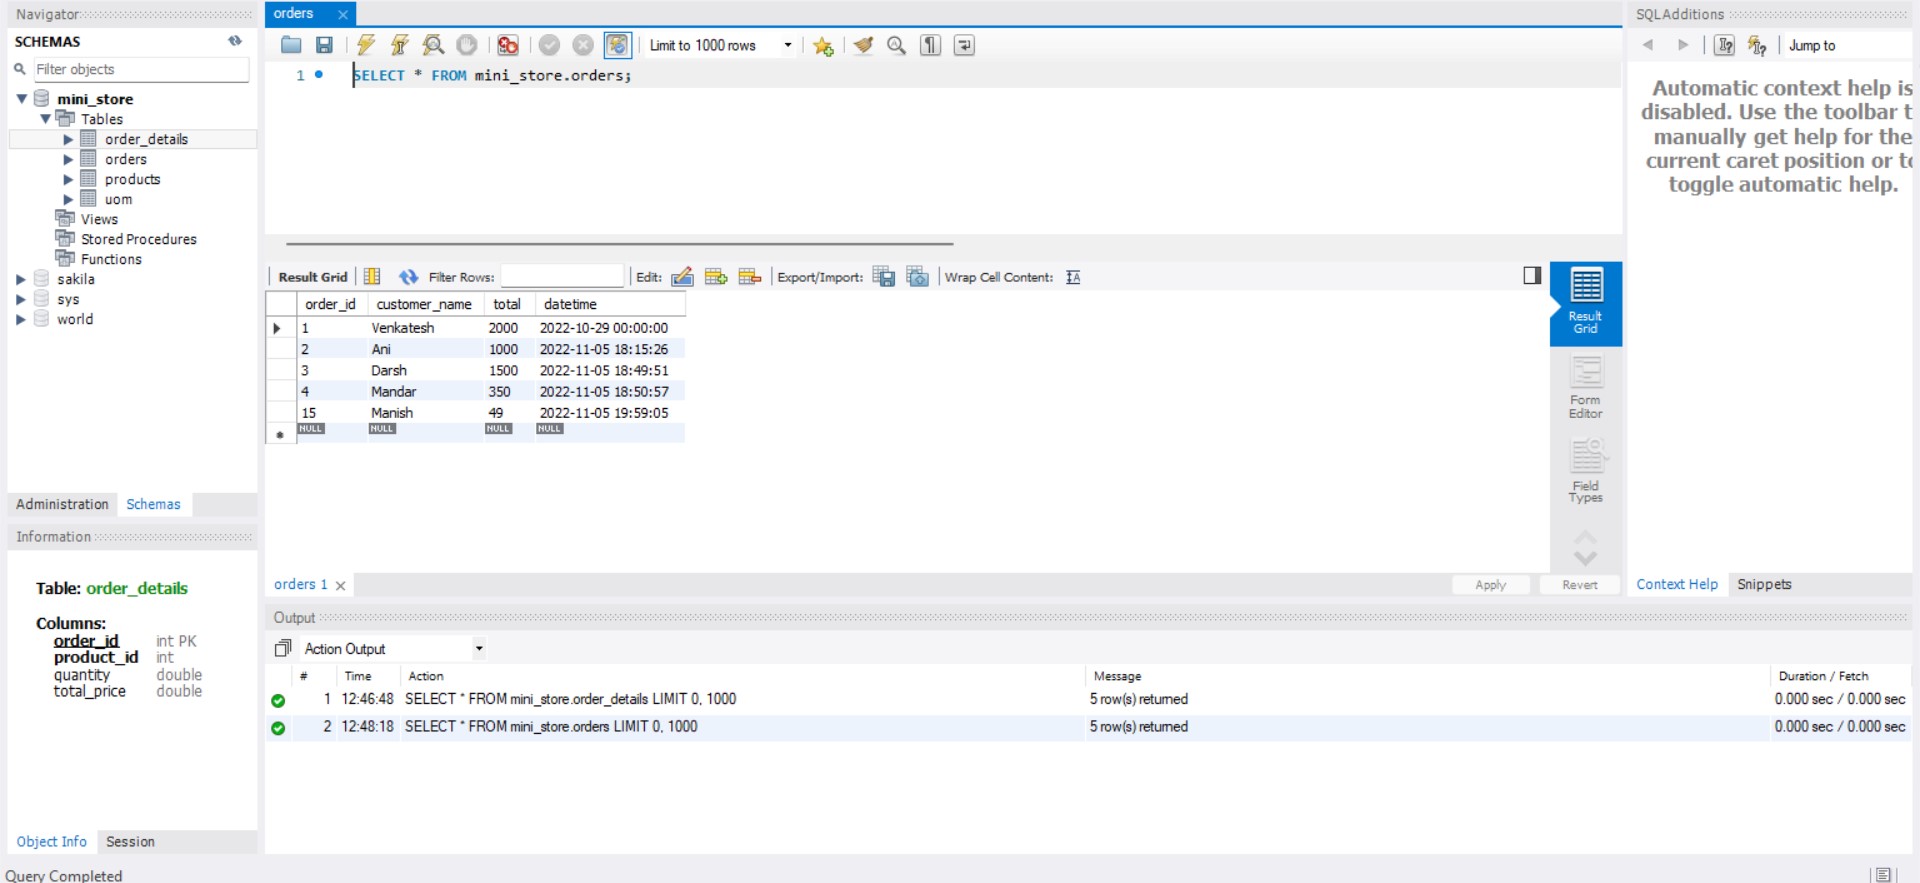 Navigator
SCHEMAS
Filter objects
mini_store
Tables
order_details
orders
products
uom
Views
Stored Procedures
Functions
sakila
sys
world
Administration Schemas
Information
Table: order_details
Columns:
order_id int PK
product_id int
quantity double
total_price double
Object Info Session
Query Completed
orders
Limit to 1000 rows
1 SELECT * FROM mini_store.orders;
Result Grid Filter Rows: Edit: Export/Import: Wrap Cell Content:
order_id customer_name total datetime
1 Venkatesh 2000 2022-10-29 00:00:00
2 Ani 1000 2022-11-05 18:15:26
3 Darsh 1500 2022-11-05 18:49:51
4 Mandar 350 2022-11-05 18:50:57
15 Manish 49 2022-11-05 19:59:05
NULL NULL NULL NULL
Result
Grid
Form
Editor
Field
Types
orders 1 Apply Revert
Output
Action Output
# Time Action Message Duration / Fetch
1 12:46:48 SELECT * FROM mini_store.order_details LIMIT 0, 1000 5 row(s) returned 0.000 sec / 0.000 sec
2 12:48:18 SELECT * FROM mini_store.orders LIMIT 0, 1000 5 row(s) returned 0.000 sec / 0.000 sec
SQLAdditions
Jump to
Automatic context help is
disabled. Use the toolbar t
manually get help for the
current caret position or to
toggle automatic help.
Context Help Snippets